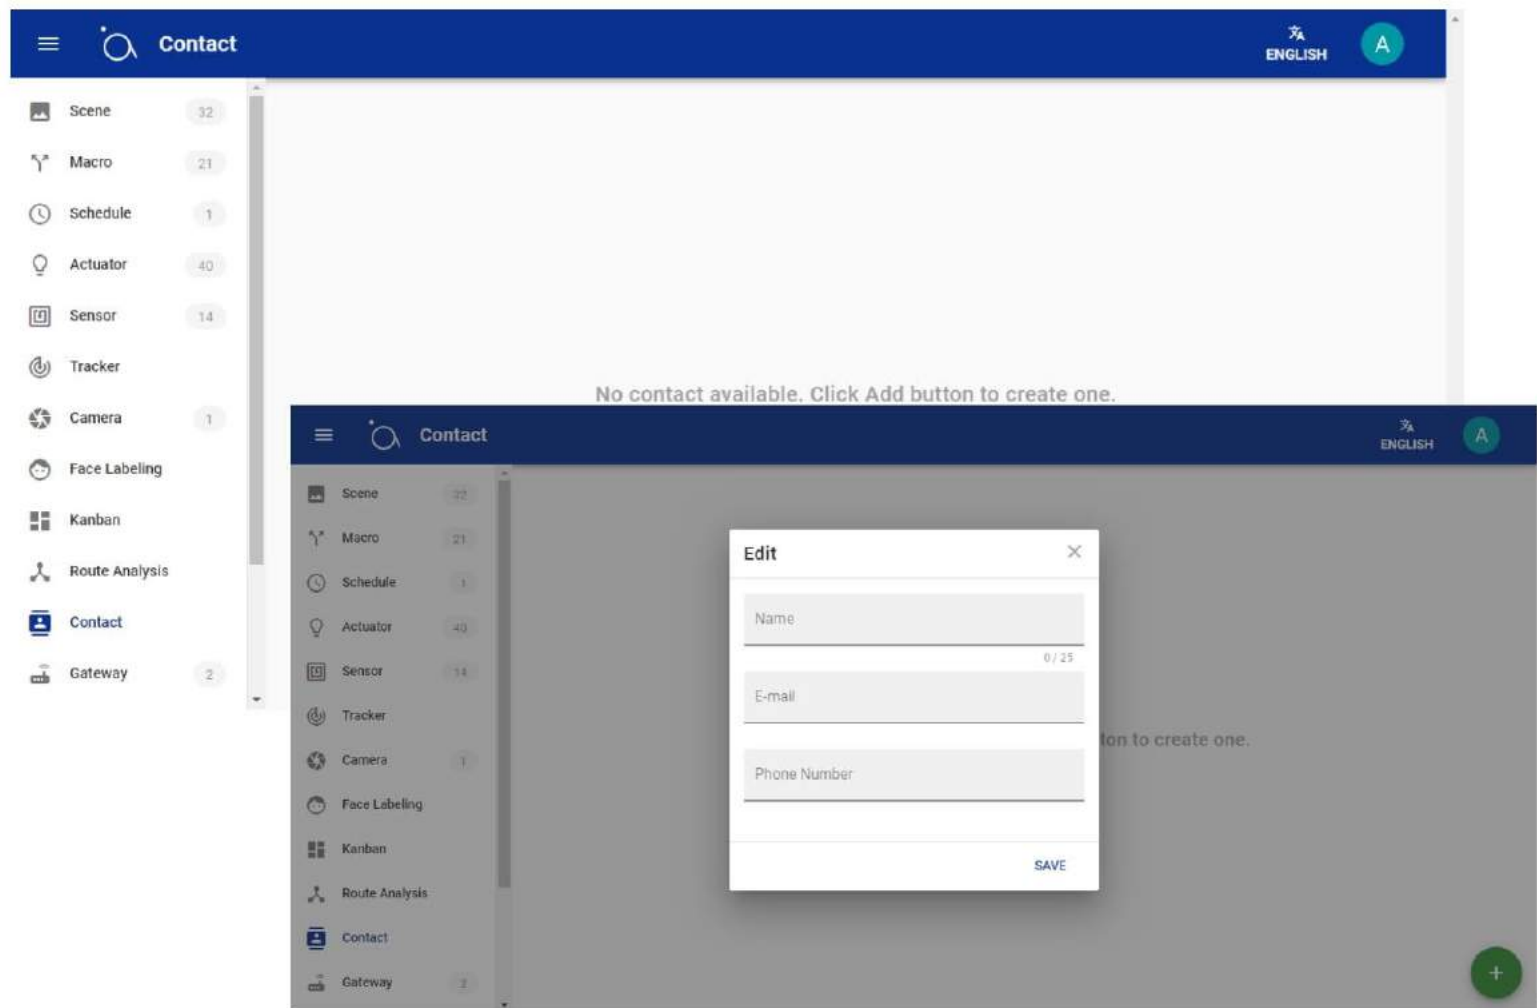 Contact
ENGLISH
A
Scene 32
Macro 21
Schedule 1
Actuator 40
Sensor 14
Tracker
Camera 1
Face Labeling
Kanban
Route Analysis
Contact
Gateway 2
No contact available. Click Add button to create one.
Contact
ENGLISH
A
Scene 32
Macro 21
Schedule 1
Actuator 40
Sensor 14
Tracker
Camera 1
Face Labeling
Kanban
Route Analysis
Contact
Gateway 2
Edit
Name
0 / 25
E-mail
Phone Number
SAVE
ton to create one.